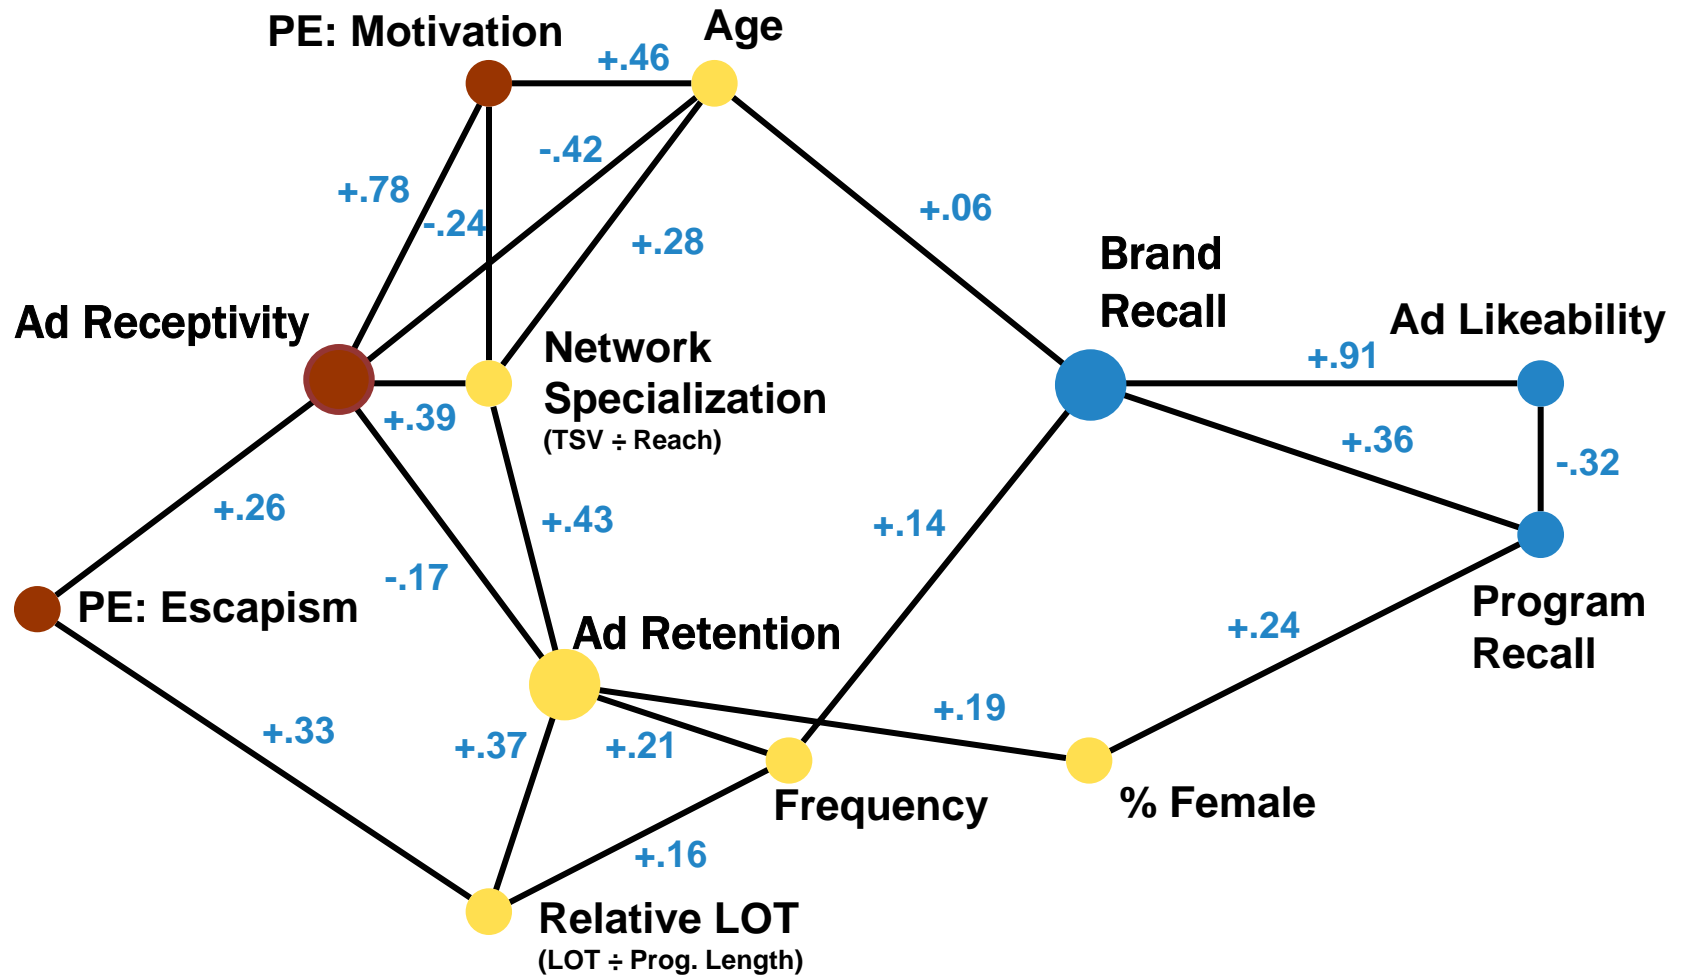 PE: Motivation
Age
+.46
-.42
+.78
-.24
+.28
+.06
Brand
Recall
Ad Receptivity
Ad Likeability
Network
Specialization
(TSV ÷ Reach)
+.91
+.39
+.36
-.32
+.26
+.43
+.14
-.17
PE: Escapism
Ad Retention
Program
Recall
+.24
+.33
+.37
+.21
+.19
Frequency
% Female
+.16
Relative LOT
(LOT ÷ Prog. Length)